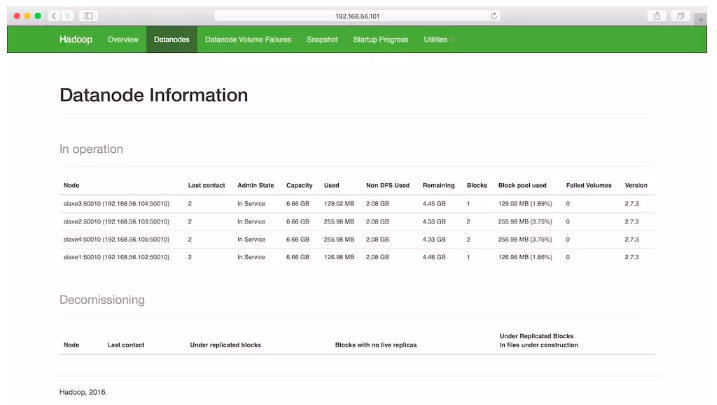 192.168.56.101
Hadoop Overview Datanodes Datanode Volume Failures Snapshot Startup Progress Utilities
Datanode Information
In operation
Node Last contact Admin State Capacity Used Non DFS Used Remaining Blocks Block pool used Failed Volumes Version
slave3:50010 (192.168.56.104:50010) 2 In Service 6.66 GB 129.02 MB 2.08 GB 4.45 GB 1 129.02 MB (1.89%) 0 2.7.3
slave2:50010 (192.168.56.103:50010) 2 In Service 6.66 GB 255.98 MB 2.08 GB 4.33 GB 2 255.98 MB (3.75%) 0 2.7.3
slave4:50010 (192.168.56.105:50010) 2 In Service 6.66 GB 255.98 MB 2.08 GB 4.33 GB 2 255.98 MB (3.75%) 0 2.7.3
slave1:50010 (192.168.56.102:50010) 2 In Service 6.66 GB 126.98 MB 2.08 GB 4.46 GB 1 126.98 MB (1.86%) 0 2.7.3
Decomissioning
Node Last contact Under replicated blocks Blocks with no live replicas Under Replicated Blocks
In files under construction
Hadoop, 2016.